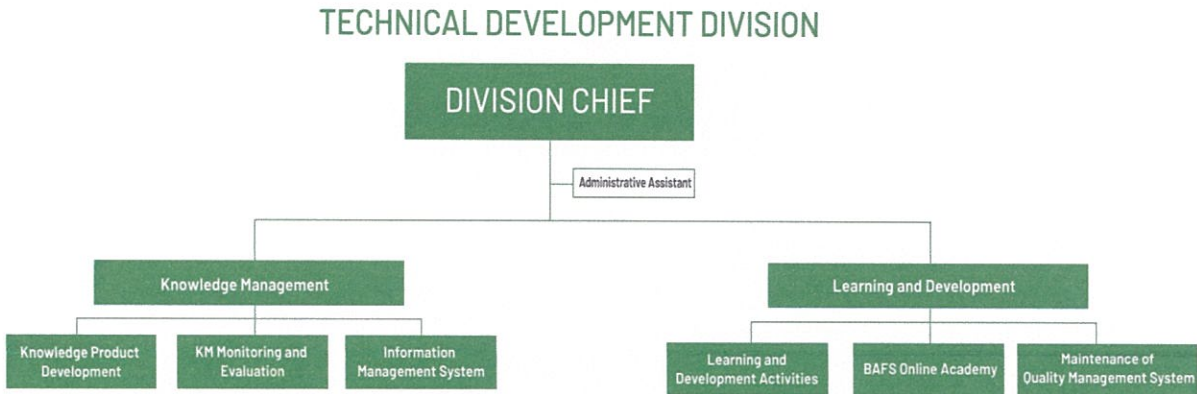 TECHNICAL DEVELOPMENT DIVISION
DIVISION CHIEF
Administrative Assistant
Knowledge Management
Learning and Development
Knowledge Product
Development
KM Monitoring and
Evaluation
Information
Management System
Learning and
Development Activities
BAFS Online Academy
Maintenance of
Quality Management System